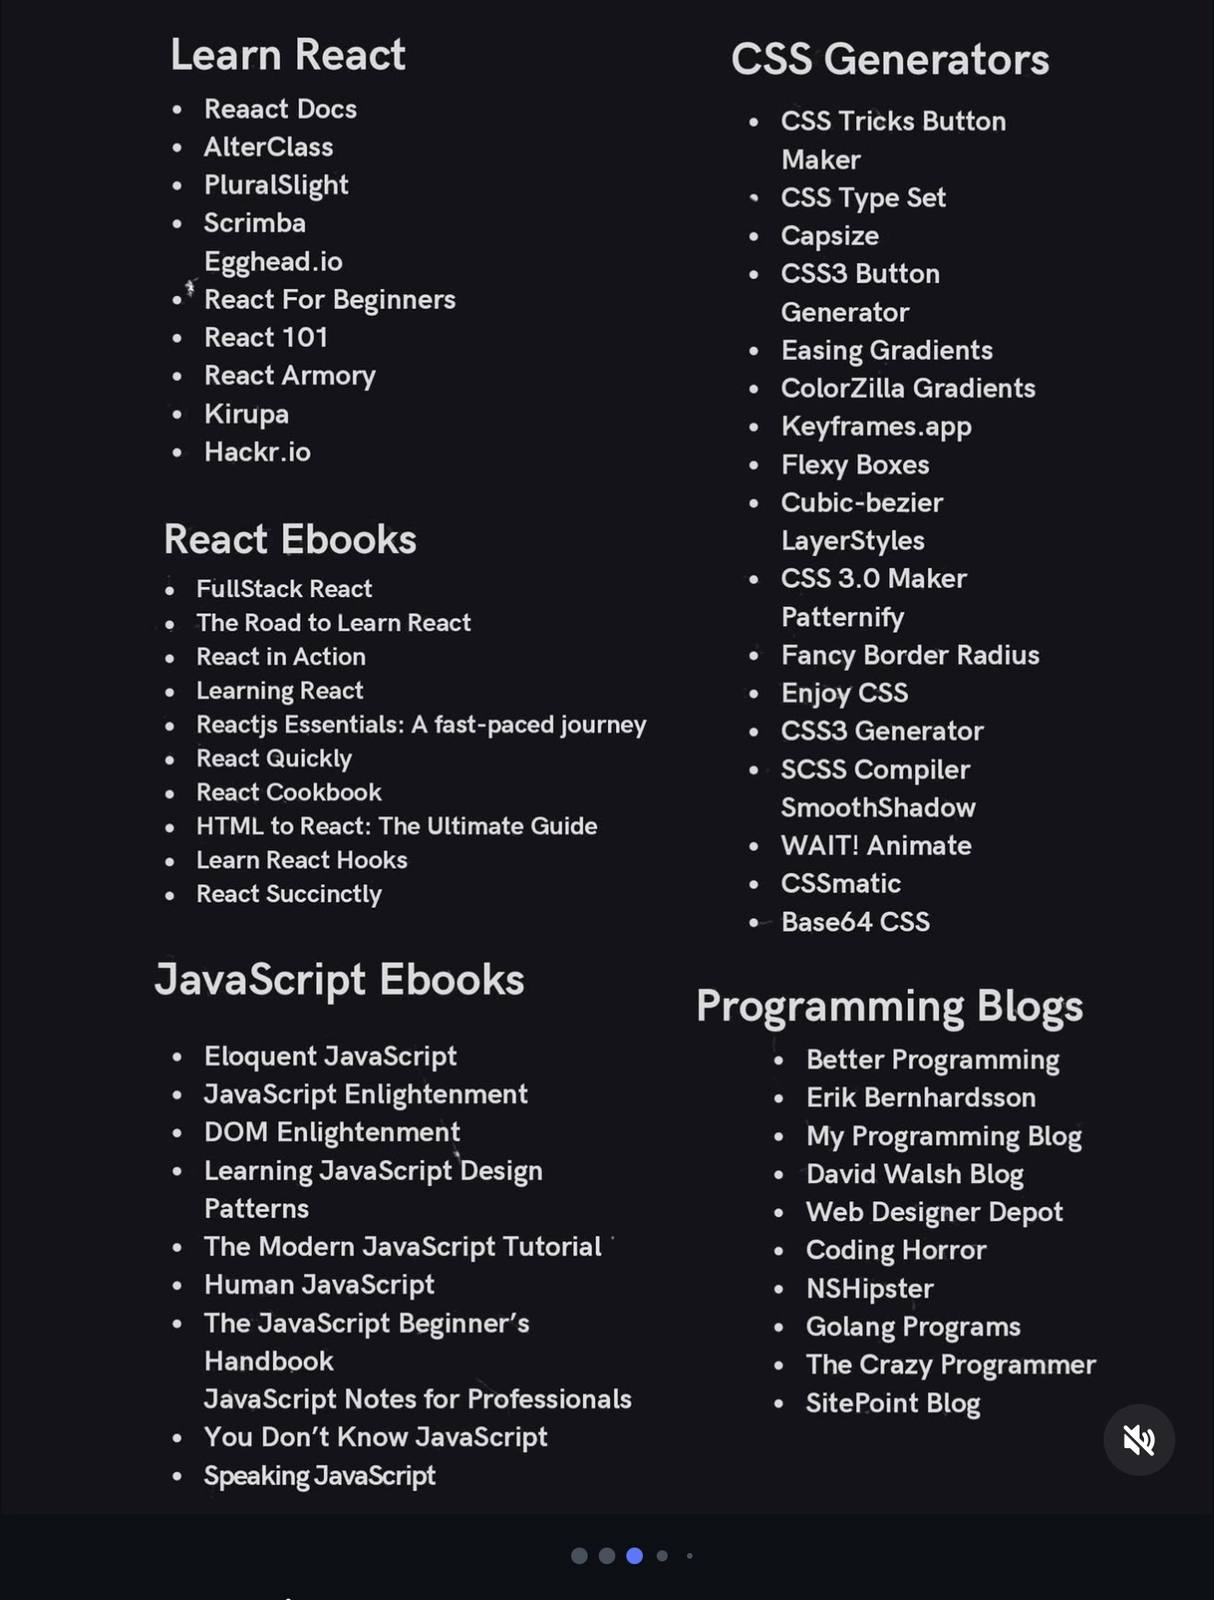 Learn React
• Reaact Docs
• AlterClass
• PluralSlight
• Scrimba
Egghead.io
• React For Beginners
• React 101
• React Armory
• Kirupa
• Hackr.io
React Ebooks
• FullStack React
• The Road to Learn React
• React in Action
• Learning React
• Reactjs Essentials: A fast-paced journey
• React Quickly
• React Cookbook
• HTML to React: The Ultimate Guide
• Learn React Hooks
• React Succinctly
JavaScript Ebooks
• Eloquent JavaScript
• JavaScript Enlightenment
• DOM Enlightenment
• Learning JavaScript Design
Patterns
• The Modern JavaScript Tutorial
• Human JavaScript
• The JavaScript Beginner’s
Handbook
JavaScript Notes for Professionals
• You Don’t Know JavaScript
• Speaking JavaScript
CSS Generators
• CSS Tricks Button
Maker
• CSS Type Set
• Capsize
• CSS3 Button
Generator
• Easing Gradients
• ColorZilla Gradients
• Keyframes.app
• Flexy Boxes
• Cubic-bezier
LayerStyles
• CSS 3.0 Maker
Patternify
• Fancy Border Radius
• Enjoy CSS
• CSS3 Generator
• SCSS Compiler
SmoothShadow
• WAIT! Animate
• CSSmatic
• Base64 CSS
Programming Blogs
• Better Programming
• Erik Bernhardsson
• My Programming Blog
• David Walsh Blog
• Web Designer Depot
• Coding Horror
• NSHipster
• Golang Programs
• The Crazy Programmer
• SitePoint Blog